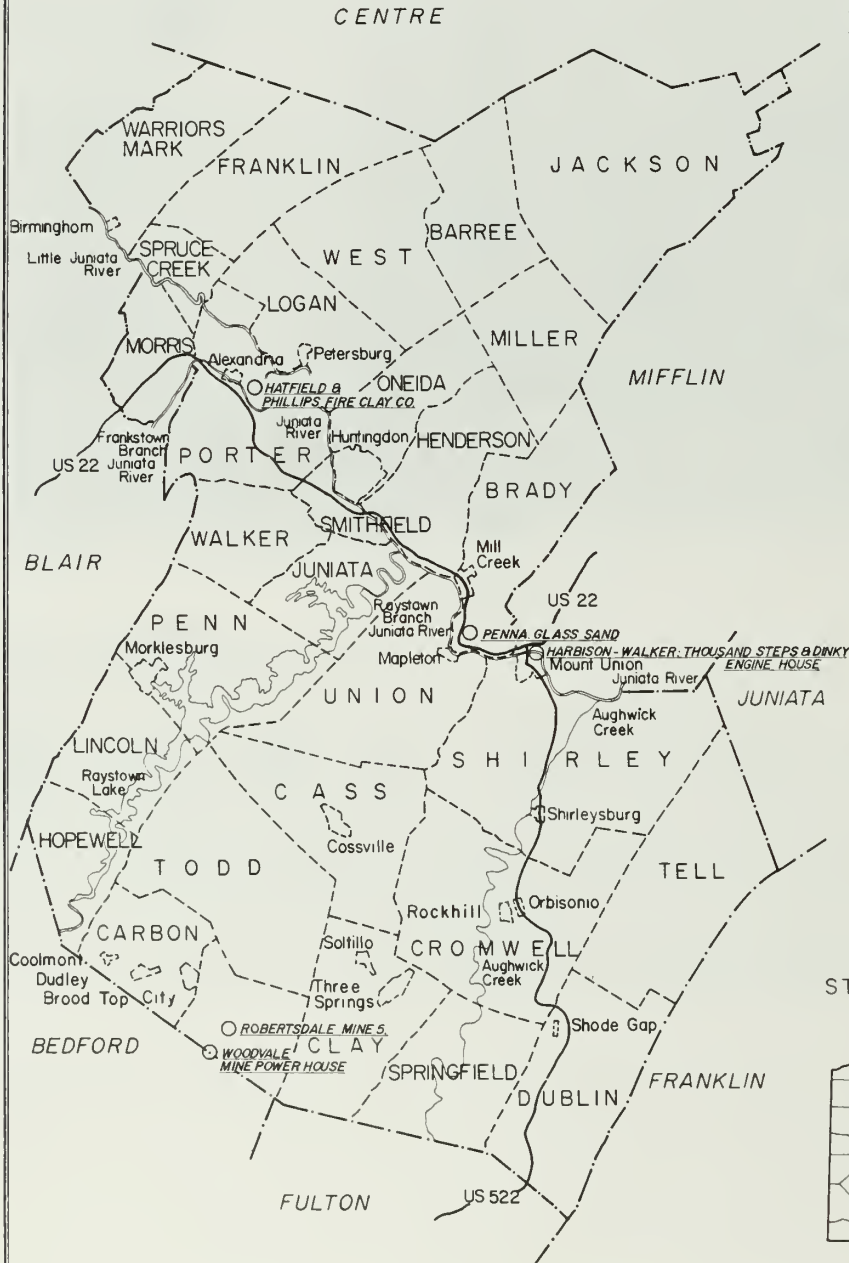 CENTRE
WARRIORS
MARK
FRANKLIN
JACKSON
Birminghom
BARREE
SPRUCE
CREEK
WEST
Little Juniata
River
LOGAN
MILLER
MORRIS
Alexandria
Petersburg
MIFFLIN
HATFIELD &
PHILLIPS FIRE CLAY CO.
ONEIDA
Juniata
River
Huntingdon
HENDERSON
Frankstown
Branch
Juniata
River
US 22
PORTER
BRADY
SMITHFIELD
WALKER
Mill
Creek
BLAIR
JUNIATA
US 22
Raystown
Branch
Juniata River
PENN
PENNA. GLASS SAND
Morklesburg
Mapleton
HARBISON-WALKER: THOUSAND STEPS & DINKY
ENGINE HOUSE
Mount Union
Juniata River
JUNIATA
UNION
Aughwick
Creek
LINCOLN
SHIRLEY
Raystown
Lake
CASS
Shirleysburg
HOPEWELL
Cossville
TODD
TELL
Rockhill
Orbisonio
CARBON
Soltillo
CROMWELL
Coolmont
Dudley
Brood Top City
Aughwick
Creek
Three
Springs
ST
ROBERTSDALE MINE 5.
Shode Gap
BEDFORD
CLAY
WOODVALE
MINE POWER HOUSE
SPRINGFIELD
FRANKLIN
DUBLIN
FULTON
US 522